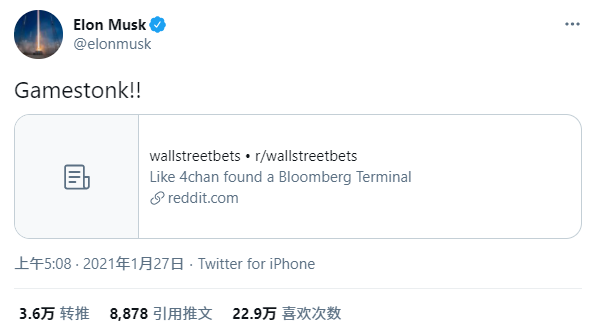 Elon Musk
@elonmusk
Gamestonk!!
wallstreetbets • r/wallstreetbets
Like 4chan found a Bloomberg Terminal
reddit.com
上午5:08 · 2021年1月27日 · Twitter for iPhone
3.6万 转推 8,878 引用推文 22.9万 喜欢次数